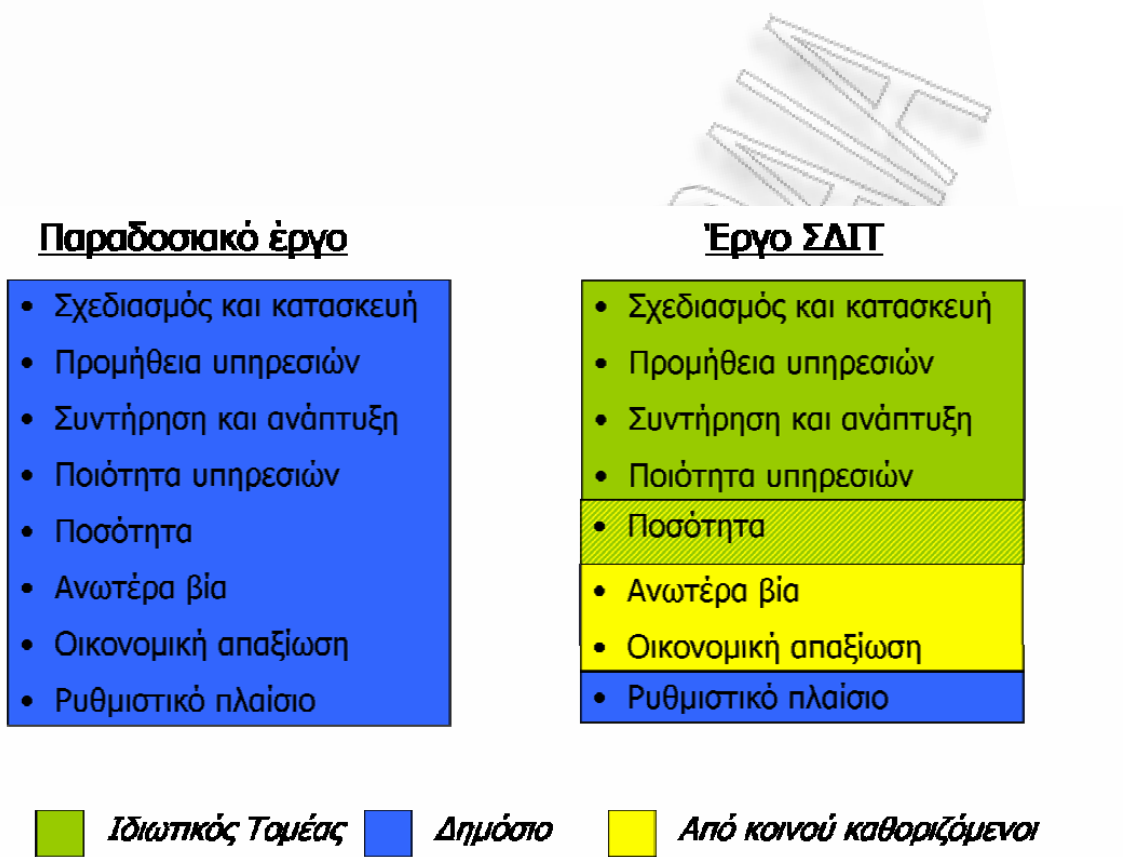 Παραδοσιακό έργο
• Σχεδιασμός και κατασκευή
• Προμήθεια υπηρεσιών
• Συντήρηση και ανάπτυξη
• Ποιότητα υπηρεσιών
• Ποσότητα
• Ανωτέρα βία
• Οικονομική απαξίωση
• Ρυθμιστικό πλαίσιο
Έργο ΣΔΙΤ
• Σχεδιασμός και κατασκευή
• Προμήθεια υπηρεσιών
• Συντήρηση και ανάπτυξη
• Ποιότητα υπηρεσιών
• Ποσότητα
• Ανωτέρα βία
• Οικονομική απαξίωση
• Ρυθμιστικό πλαίσιο
Ιδιωτικός Τομέας
Δημόσιο
Από κοινού καθοριζόμενοι